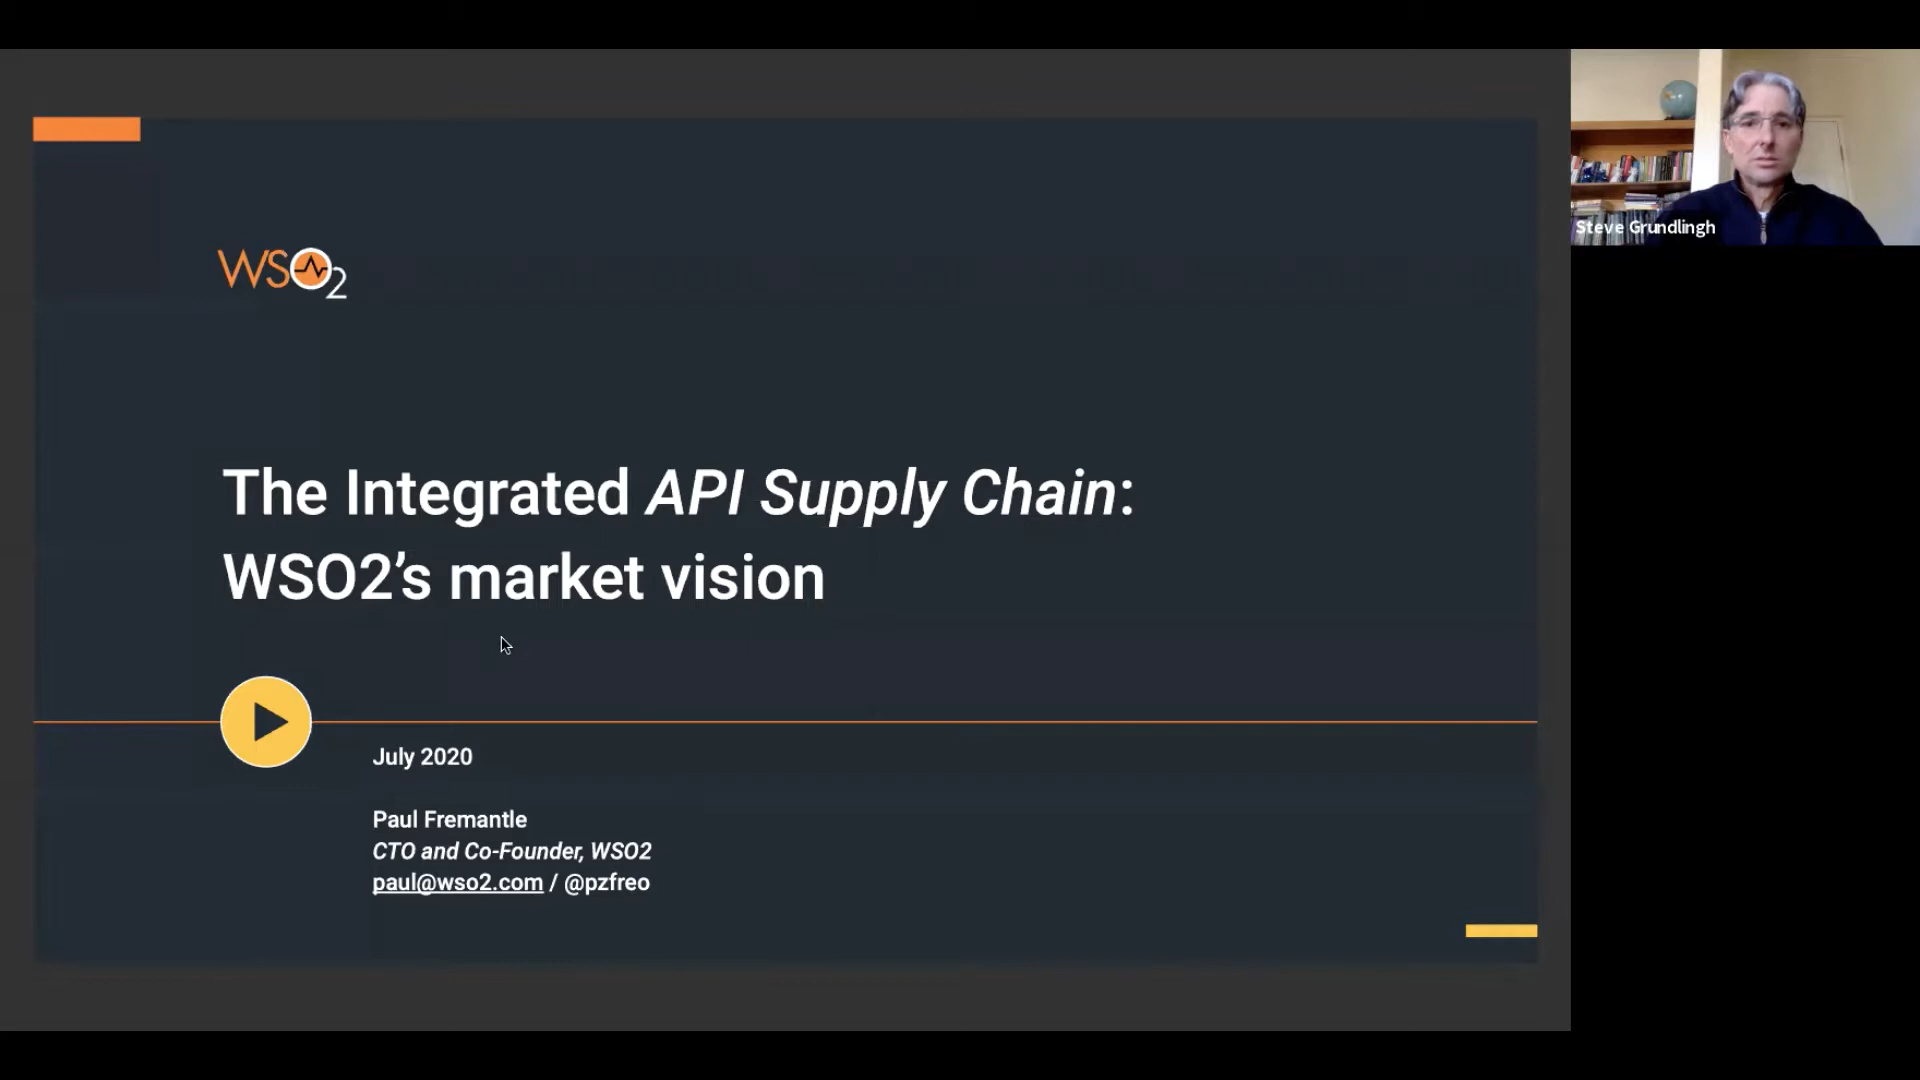 WSO2
The Integrated API Supply Chain:
WSO2’s market vision
July 2020
Paul Fremantle
CTO and Co-Founder, WSO2
paul@wso2.com / @pzfreo
Steve Grundlingh